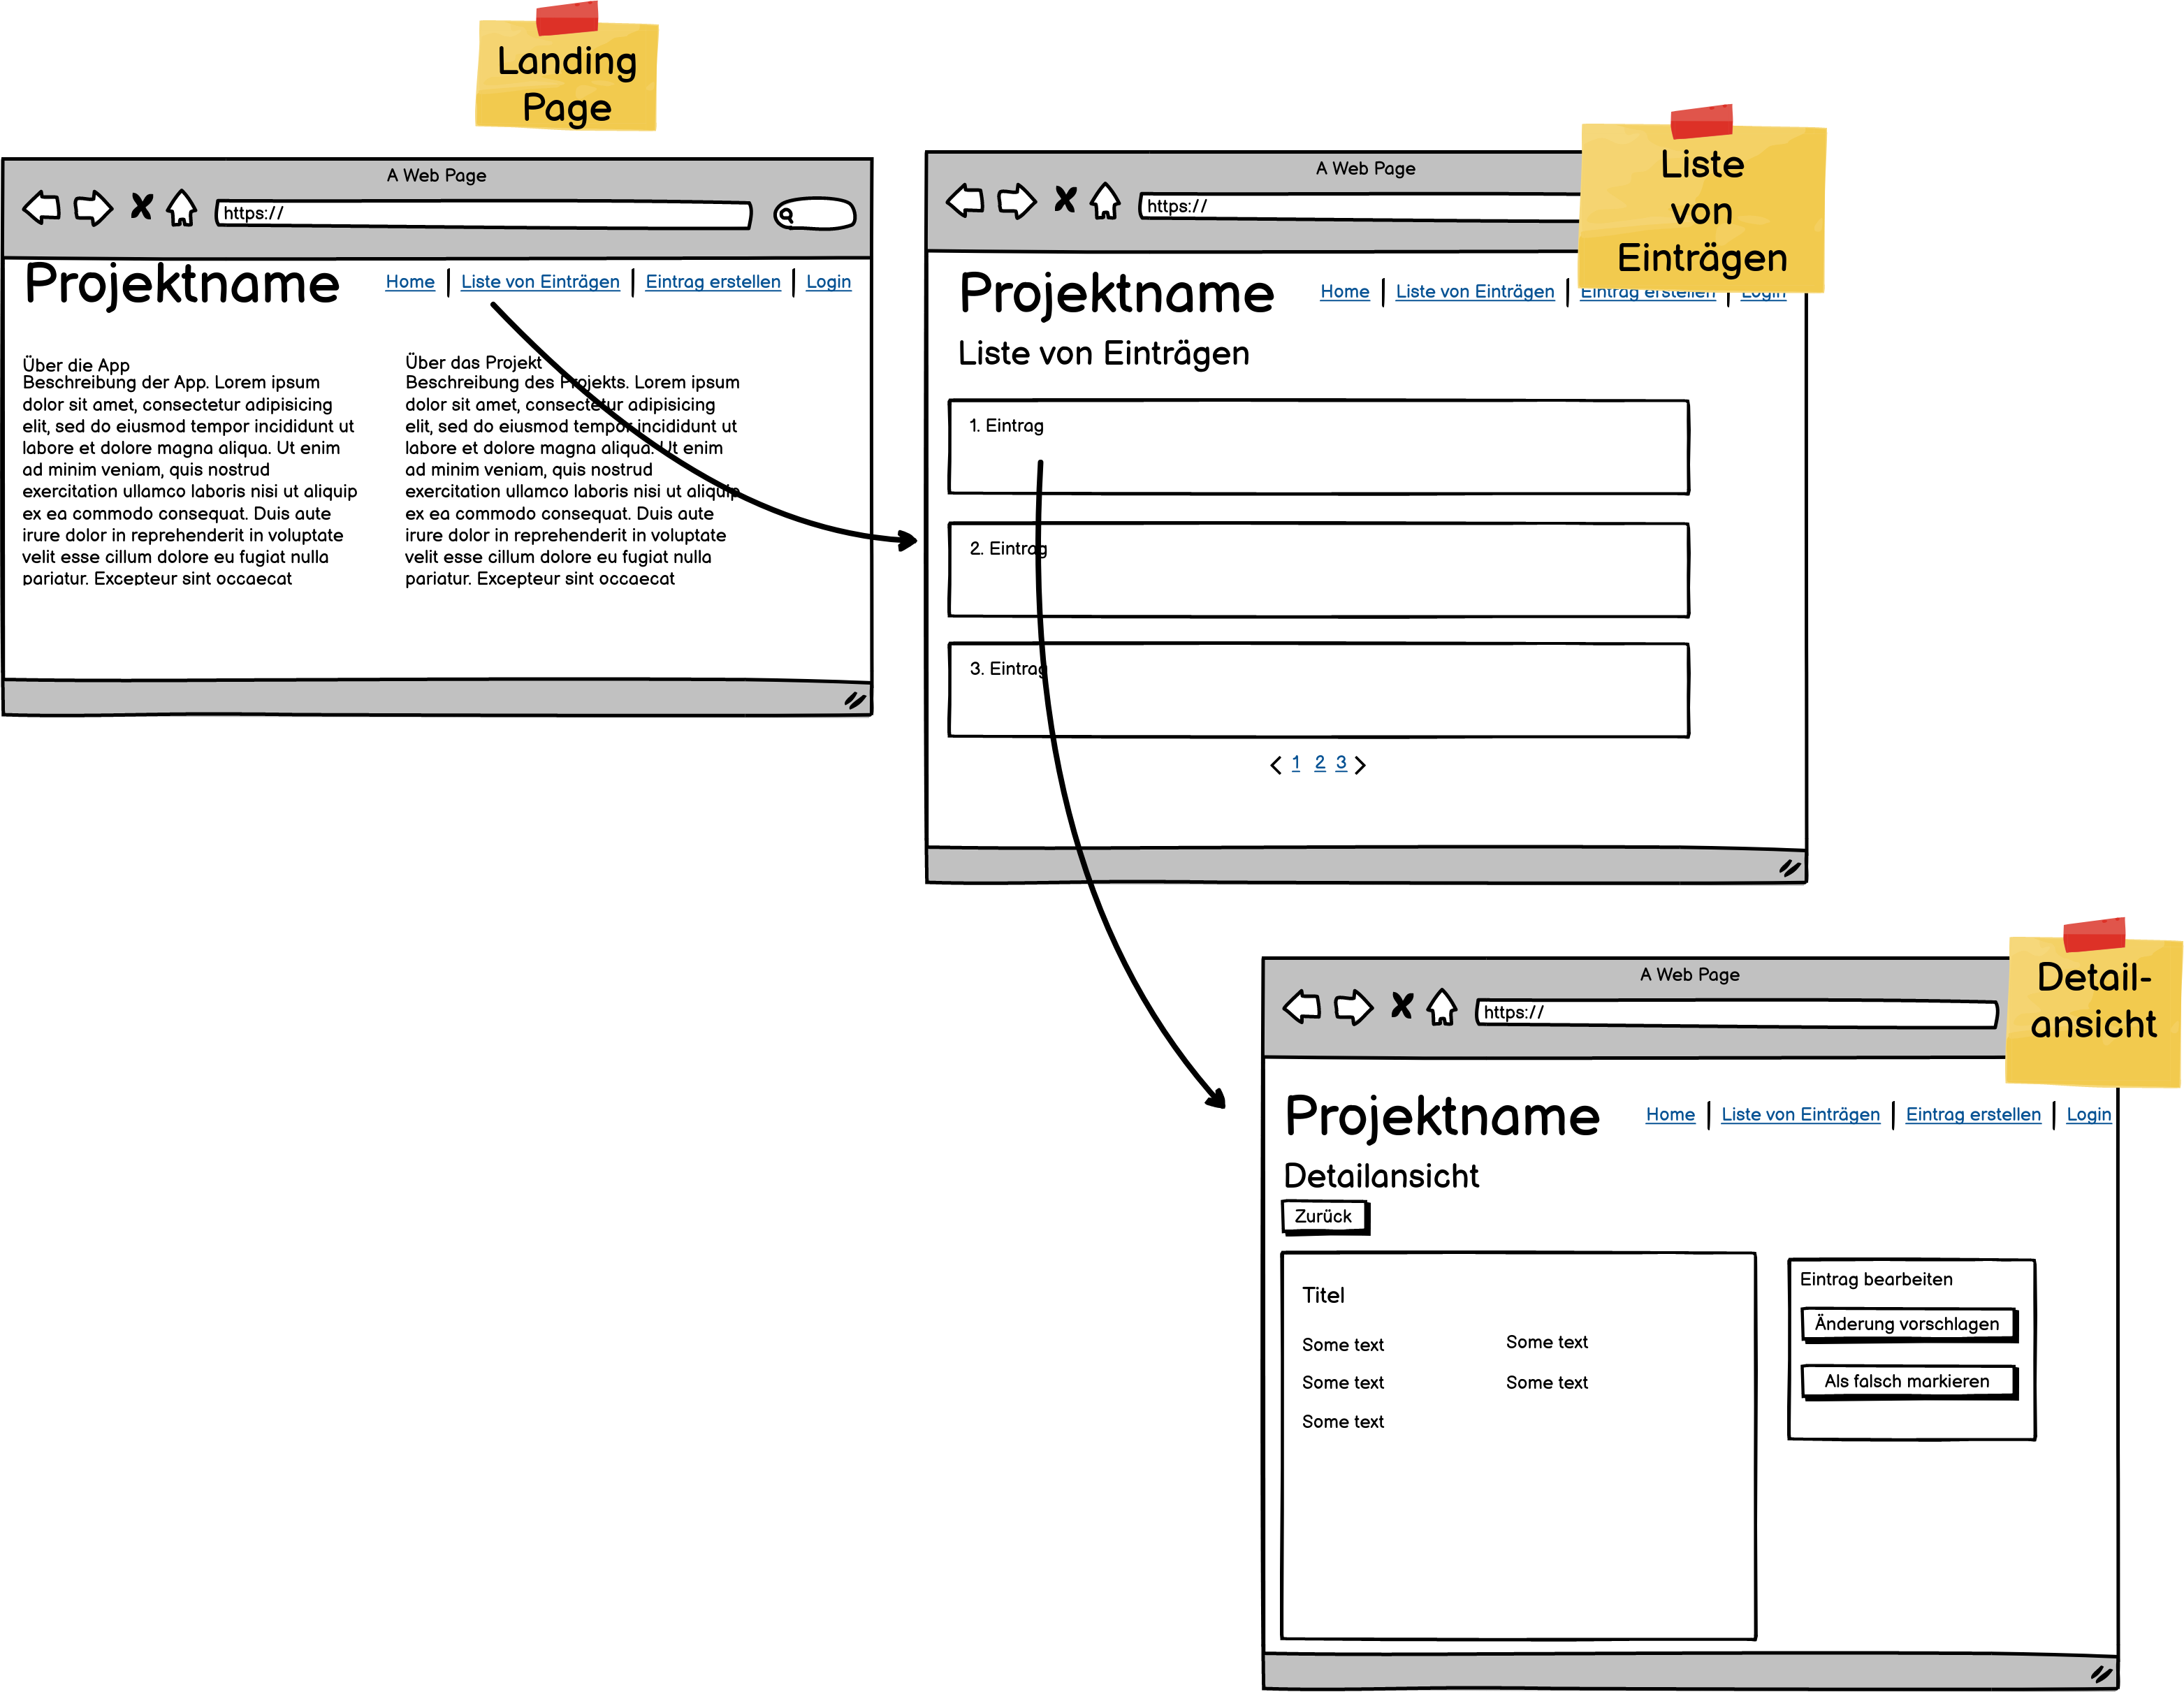 Landing
Page
A Web Page
https://
Projektname
Home
Liste von Einträgen
Eintrag erstellen
Login
Über die App
Beschreibung der App. Lorem ipsum
dolor sit amet, consectetur adipisicing
elit, sed do eiusmod tempor incididunt ut
labore et dolore magna aliqua. Ut enim
ad minim veniam, quis nostrud
exercitation ullamco laboris nisi ut aliquip
ex ea commodo consequat. Duis aute
irure dolor in reprehenderit in voluptate
velit esse cillum dolore eu fugiat nulla
pariatur. Excepteur sint occaecat
Über das Projekt
Beschreibung des Projekts. Lorem ipsum
dolor sit amet, consectetur adipisicing
elit, sed do eiusmod tempor incididunt ut
labore et dolore magna aliqua. Ut enim
ad minim veniam, quis nostrud
exercitation ullamco laboris nisi ut aliquip
ex ea commodo consequat. Duis aute
irure dolor in reprehenderit in voluptate
velit esse cillum dolore eu fugiat nulla
pariatur. Excepteur sint occaecat
Liste
von
Einträgen
A Web Page
https://
Projektname
Home
Liste von Einträgen
Eintrag erstellen
Login
Liste von Einträgen
1. Eintrag
2. Eintrag
3. Eintrag
1 2 3
Detail-
ansicht
A Web Page
https://
Projektname
Home
Liste von Einträgen
Eintrag erstellen
Login
Detailansicht
Zurück
Titel
Some text
Some text
Some text
Some text
Some text
Eintrag bearbeiten
Änderung vorschlagen
Als falsch markieren